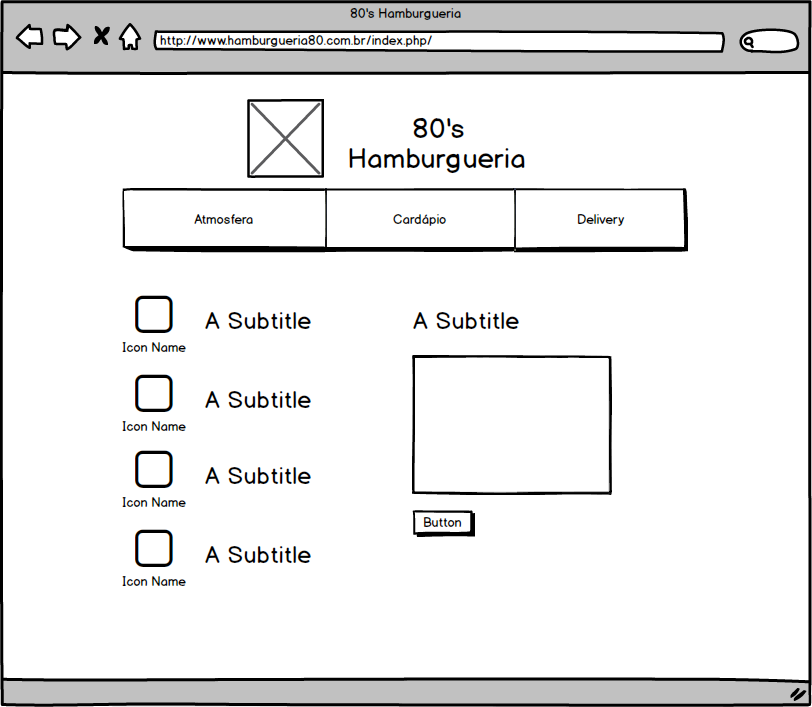 80's Hamburgueria
http://www.hamburgueria80.com.br/index.php/
80's
Hamburgueria
Atmosfera
Cardápio
Delivery
A Subtitle
Icon Name
A Subtitle
Icon Name
A Subtitle
Icon Name
A Subtitle
Icon Name
A Subtitle
Button